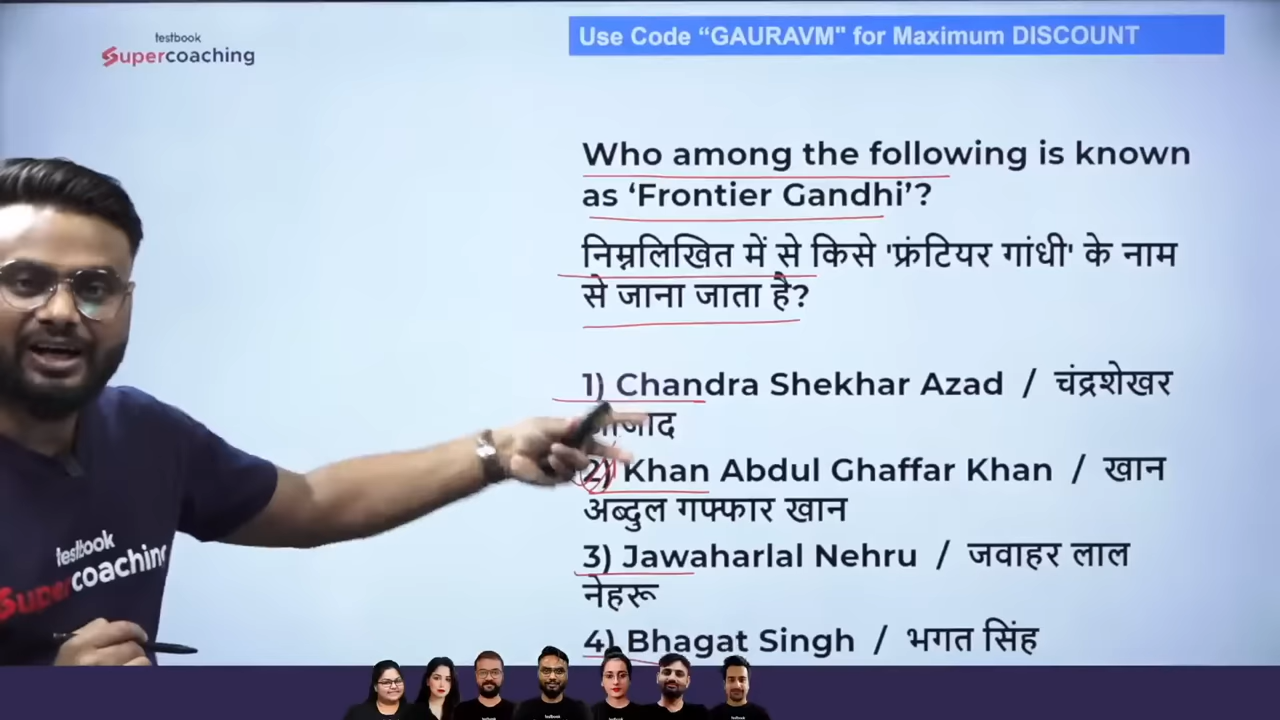 testbook
Supercoaching
Use Code “GAURAVM" for Maximum DISCOUNT
Who among the following is known
as ‘Frontier Gandhi’?
निम्नलिखित में से किसे 'फ्रंटियर गांधी' के नाम
से जाना जाता है?
1) Chandra Shekhar Azad / चंद्रशेखर
आजाद
2) Khan Abdul Ghaffar Khan / खान
अब्दुल गफ्फार खान
3) Jawaharlal Nehru / जवाहर लाल
नेहरू
4) Bhagat Singh / भगत सिंह
testbook
Supercoaching